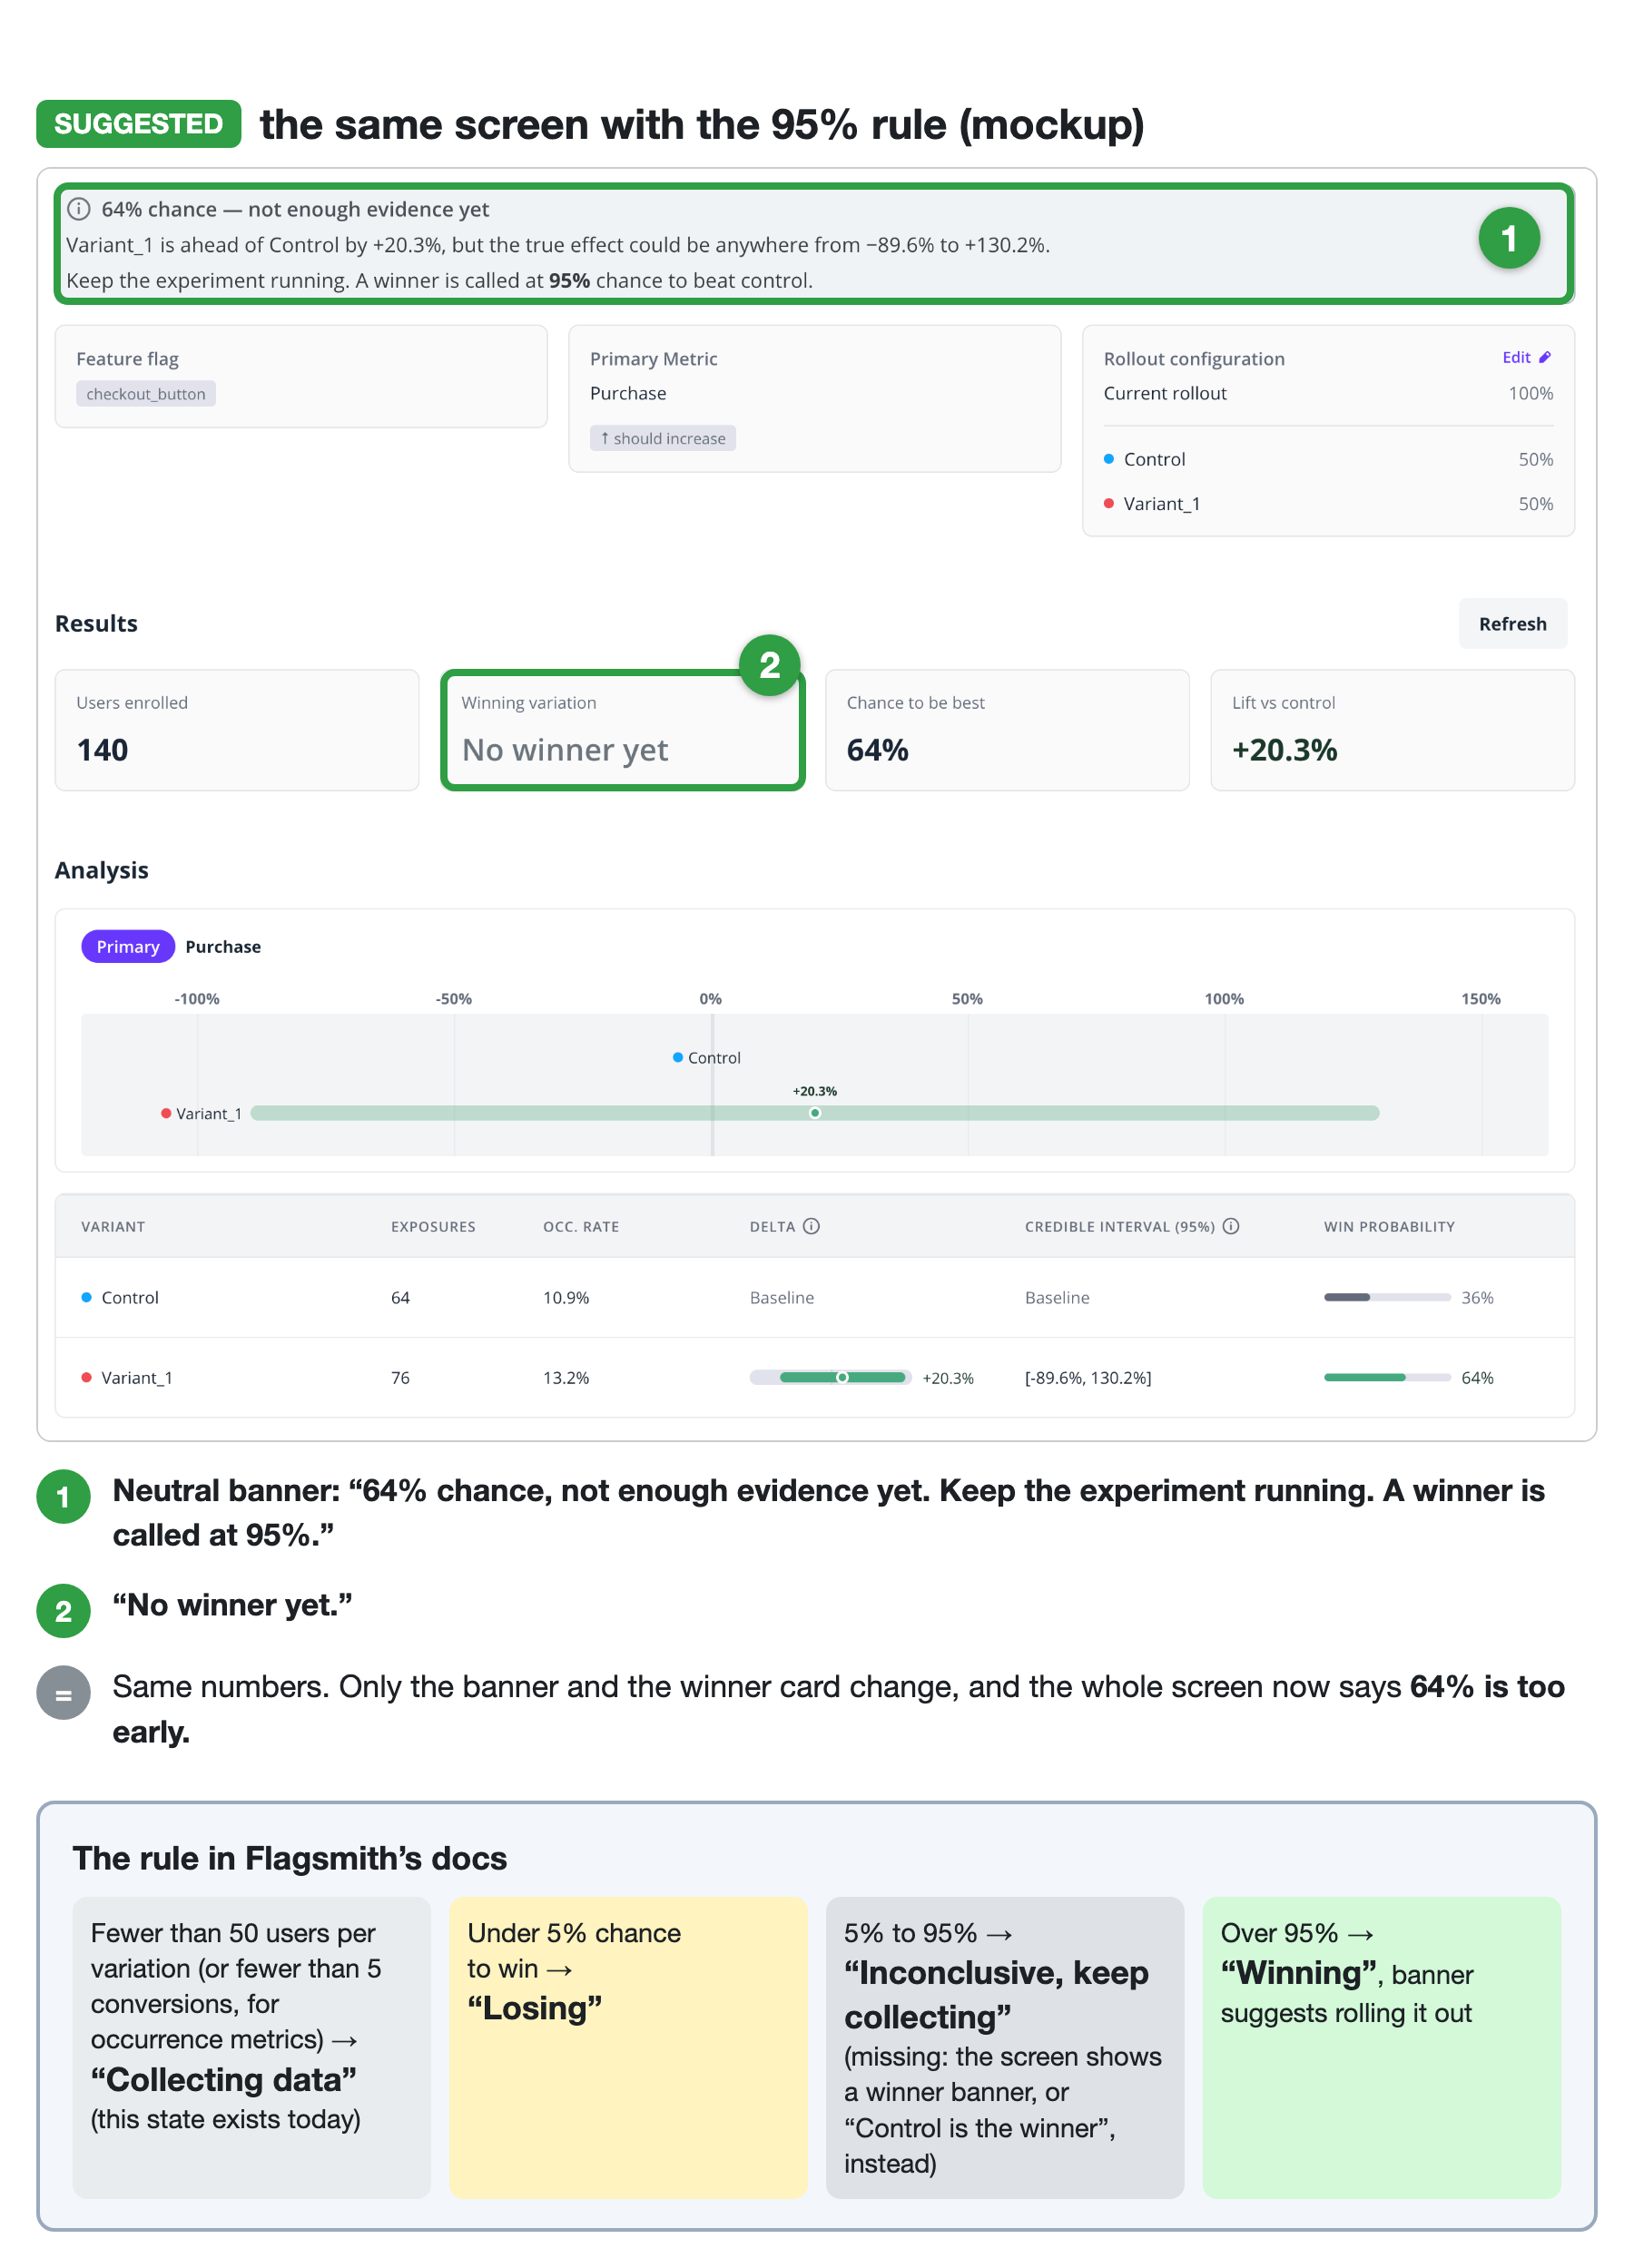 SUGGESTED the same screen with the 95% rule (mockup)
64% chance — not enough evidence yet
Variant_1 is ahead of Control by +20.3%, but the true effect could be anywhere from −89.6% to +130.2%.
Keep the experiment running. A winner is called at 95% chance to beat control.
1
Feature flag
checkout_button
Primary Metric
Purchase
↑ should increase
Rollout configuration
Edit
Current rollout
100%
Control
50%
Variant_1
50%
Results
Refresh
2
Users enrolled
140
Winning variation
No winner yet
Chance to be best
64%
Lift vs control
+20.3%
Analysis
Primary Purchase
-100% -50% 0% 50% 100% 150%
Control
+20.3%
Variant_1
VARIANT EXPOSURES OCC. RATE DELTA CREDIBLE INTERVAL (95%) WIN PROBABILITY
Control 64 10.9% Baseline Baseline 36%
Variant_1 76 13.2% +20.3% [-89.6%, 130.2%] 64%
1 Neutral banner: “64% chance, not enough evidence yet. Keep the experiment running. A winner is
called at 95%.”
2 “No winner yet.”
= Same numbers. Only the banner and the winner card change, and the whole screen now says 64% is too
early.
The rule in Flagsmith’s docs
Fewer than 50 users per
variation (or fewer than 5
conversions, for
occurrence metrics) →
“Collecting data”
(this state exists today)
Under 5% chance
to win →
“Losing”
5% to 95% →
“Inconclusive, keep
collecting”
(missing: the screen shows
a winner banner, or
“Control is the winner”,
instead)
Over 95% →
“Winning”, banner
suggests rolling it out